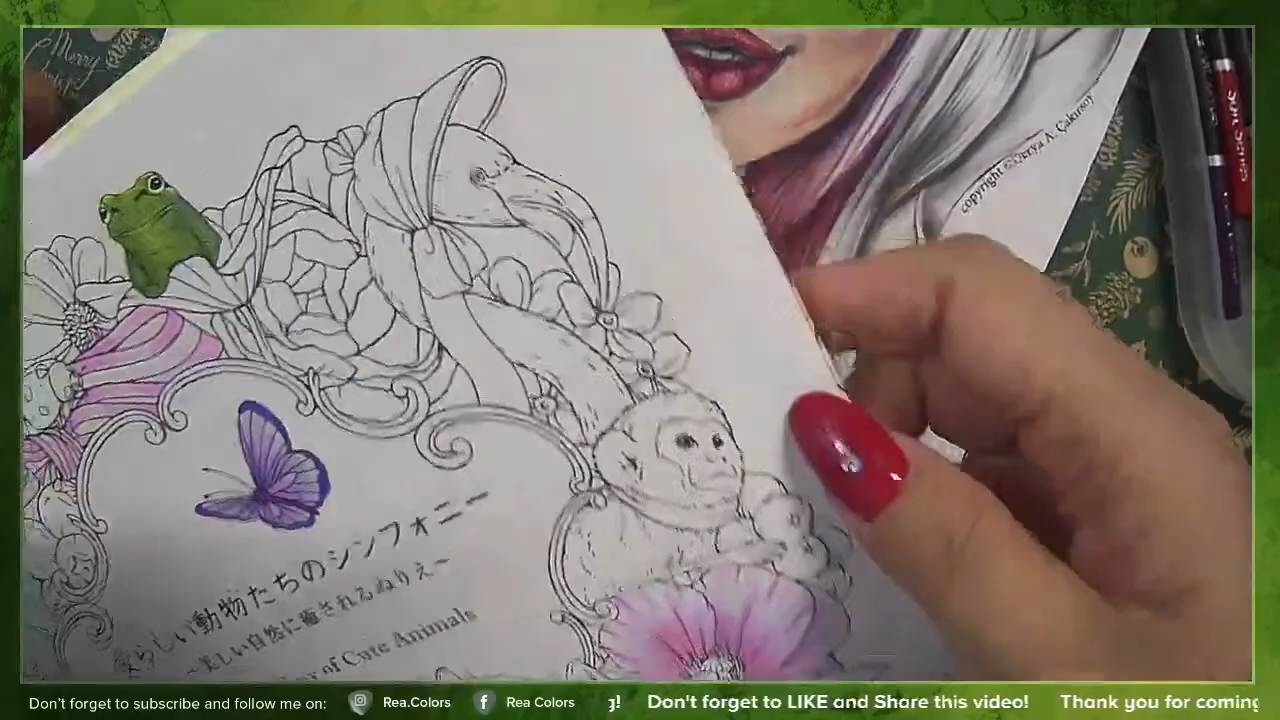 Merry
copyright ©Derya A. Çakırsoy
愛らしい動物たちのシンフォニー
~美しい自然に癒されるぬりえ~
of Cute Animals
Don't forget to subscribe and follow me on:
Rea.Colors
Rea Colors
g!
Don't forget to LIKE and Share this video!
Thank you for coming